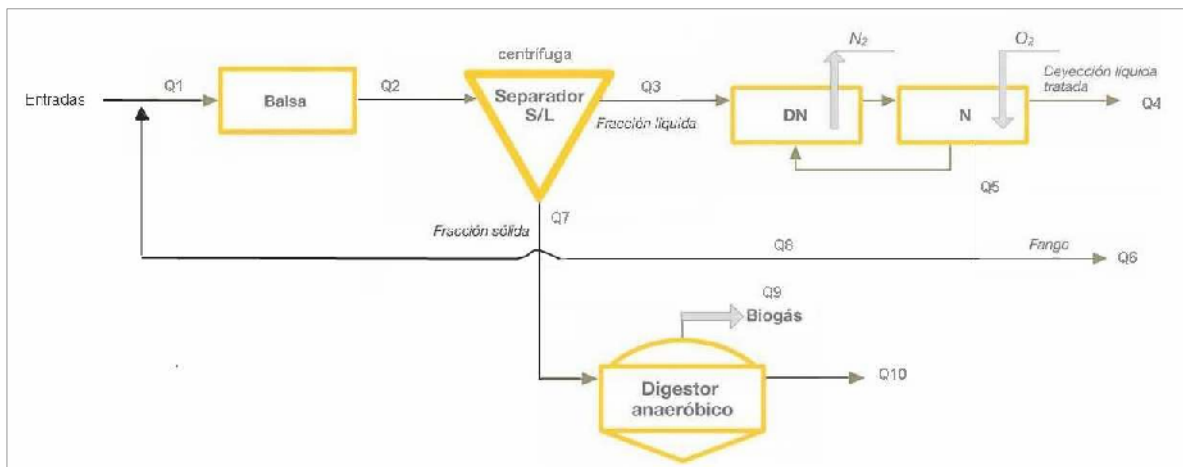 centrífuga
N₂
O₂
Entradas
Q1
Balsa
Q2
Separador
S/L
Q3
Fracción líquida
DN
N
Deyección líquida
tratada
Q4
Q5
Q7
Fracción sólida
Q8
Fango
Q6
Q9
Biogás
Digestor
anaeróbico
Q10